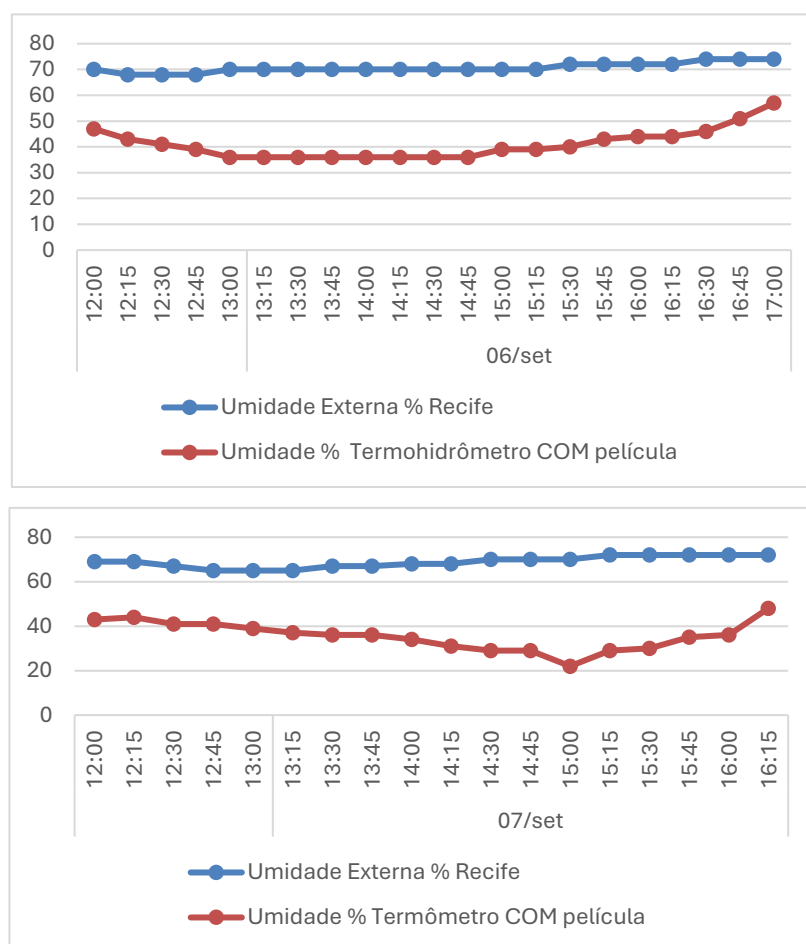 80
70
60
50
40
30
20
10
0
12:00 12:15 12:30 12:45 13:00 13:15 13:30 13:45 14:00 14:15 14:30 14:45 15:00 15:15 15:30 15:45 16:00 16:15 16:30 16:45 17:00
06/set
Umidade Externa % Recife
Umidade %  Termohidrômetro COM película
80
60
40
20
0
12:00 12:15 12:30 12:45 13:00 13:15 13:30 13:45 14:00 14:15 14:30 14:45 15:00 15:15 15:30 15:45 16:00 16:15
07/set
Umidade Externa % Recife
Umidade % Termômetro COM película